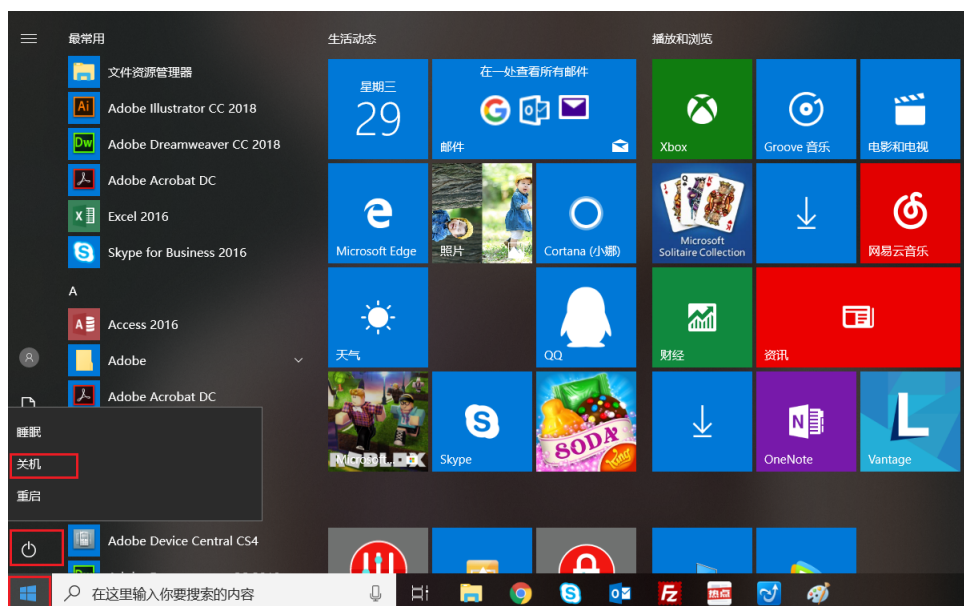 最常用
文件资源管理器
Adobe Illustrator CC 2018
Adobe Dreamweaver CC 2018
Adobe Acrobat DC
Excel 2016
Skype for Business 2016
A
Access 2016
Adobe
Adobe Acrobat DC
睡眠
关机
重启
Adobe Device Central CS4
在这里输入你要搜索的内容
生活动态
星期三
29
在一处查看所有邮件
邮件
Microsoft Edge
照片
Cortana (小娜)
天气
QQ
Microsoft...
Skype
SODA
King
播放和浏览
Xbox
Groove 音乐
电影和电视
Microsoft
Solitaire Collection
网易云音乐
财经
资讯
OneNote
Vantage
热点